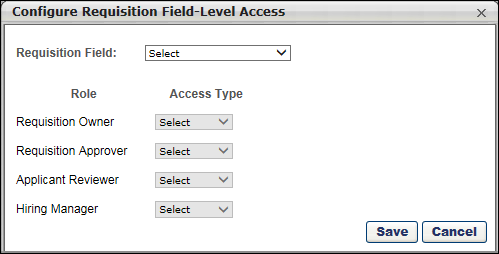 Configure Requisition Field-Level Access
Requisition Field: Select
Role Access Type
Requisition Owner Select
Requisition Approver Select
Applicant Reviewer Select
Hiring Manager Select
Save Cancel